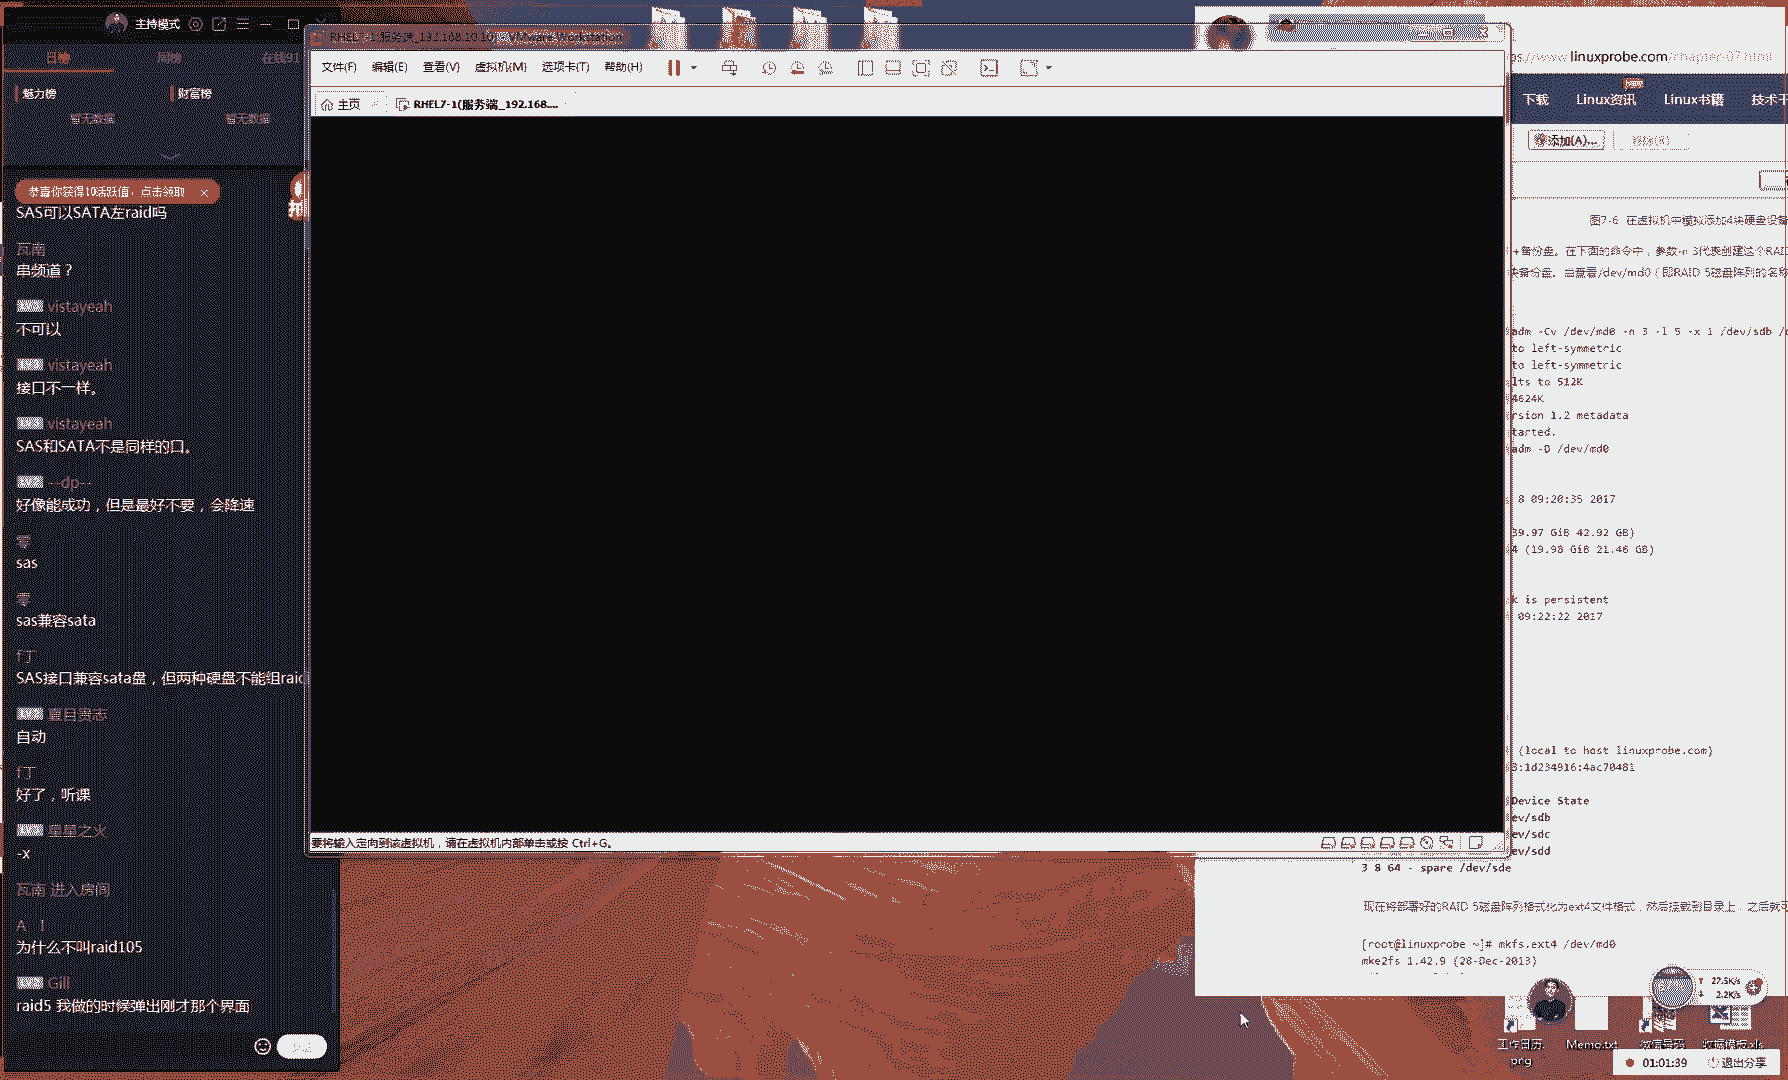 主持模式
日榜
周榜
在线91
魅力榜
财富榜
暂无数据
暂无数据
恭喜你获得10活跃值，点击领取
SAS可以SATA左raid吗
瓦南
串频道？
vistayeah
不可以
vistayeah
接口不一样。
vistayeah
SAS和SATA不是同样的口。
--dp--
好像能成功，但是最好不要，会降速
零
sas
零
sas兼容sata
f丁
SAS接口兼容sata盘，但两种硬盘不能组raid
夏目贵志
自动
f丁
好了，听课
星星之火
-x
瓦南 进入房间
A I
为什么不叫raid105
Gill
raid5 我做的时候弹出刚才那个界面
RHEL7-1(服务端_192.168.10.10) - VMware Workstation
文件(F) 编辑(E) 查看(V) 虚拟机(M) 选项卡(T) 帮助(H)
主页
RHEL7-1(服务端_192.168....
要将输入定向到该虚拟机，请在虚拟机内部单击或按 Ctrl+G。
ps://www.linuxprobe.com/chapter-07.html
下载 Linux资讯 Linux书籍 技术干
添加(A)... 移除(R)
图7-6 在虚拟机中模拟添加4块硬盘设备
+备份盘。在下面的命令中，参数-n 3代表创建这个RAID
块备份盘。当查看/dev/md0（即RAID 5磁盘阵列的名称
adm -Cv /dev/md0 -n 3 -l 5 -x 1 /dev/sdb /d
to left-symmetric
to left-symmetric
lts to 512K
4624K
rsion 1.2 metadata
tarted.
adm -D /dev/md0
8 09:20:35 2017
39.97 GiB 42.92 GB)
4 (19.98 GiB 21.46 GB)
k is persistent
09:22:22 2017
(local to host linuxprobe.com)
8:1d234916:4ac70481
Device State
ev/sdb
ev/sdc
ev/sdd
3 8 64 - spare /dev/sde
现在将部署好的RAID 5磁盘阵列格式化为ext4文件格式，然后挂载到目录上，之后就可
[root@linuxprobe ~]# mkfs.ext4 /dev/md0
mke2fs 1.42.9 (28-Dec-2013)
27.5K/s
2.2K/s
工作日历.png
Memo.txt
微信号码
收据模板.xls
01:01:39
退出分享